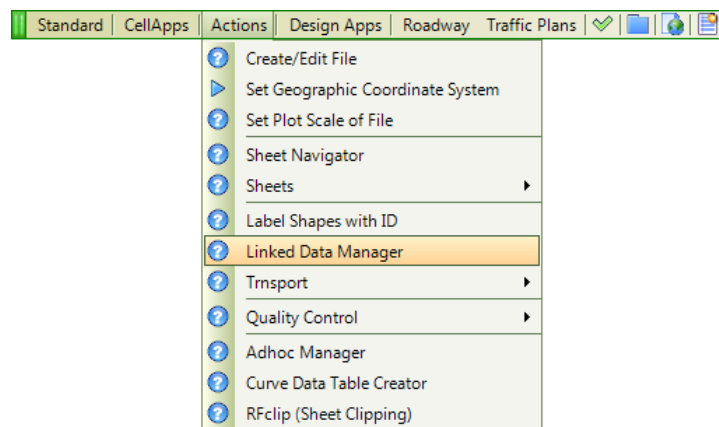 Standard CellApps Actions Design Apps Roadway Traffic Plans
Create/Edit File
Set Geographic Coordinate System
Set Plot Scale of File
Sheet Navigator
Sheets
Label Shapes with ID
Linked Data Manager
Trnsport
Quality Control
Adhoc Manager
Curve Data Table Creator
RFclip (Sheet Clipping)